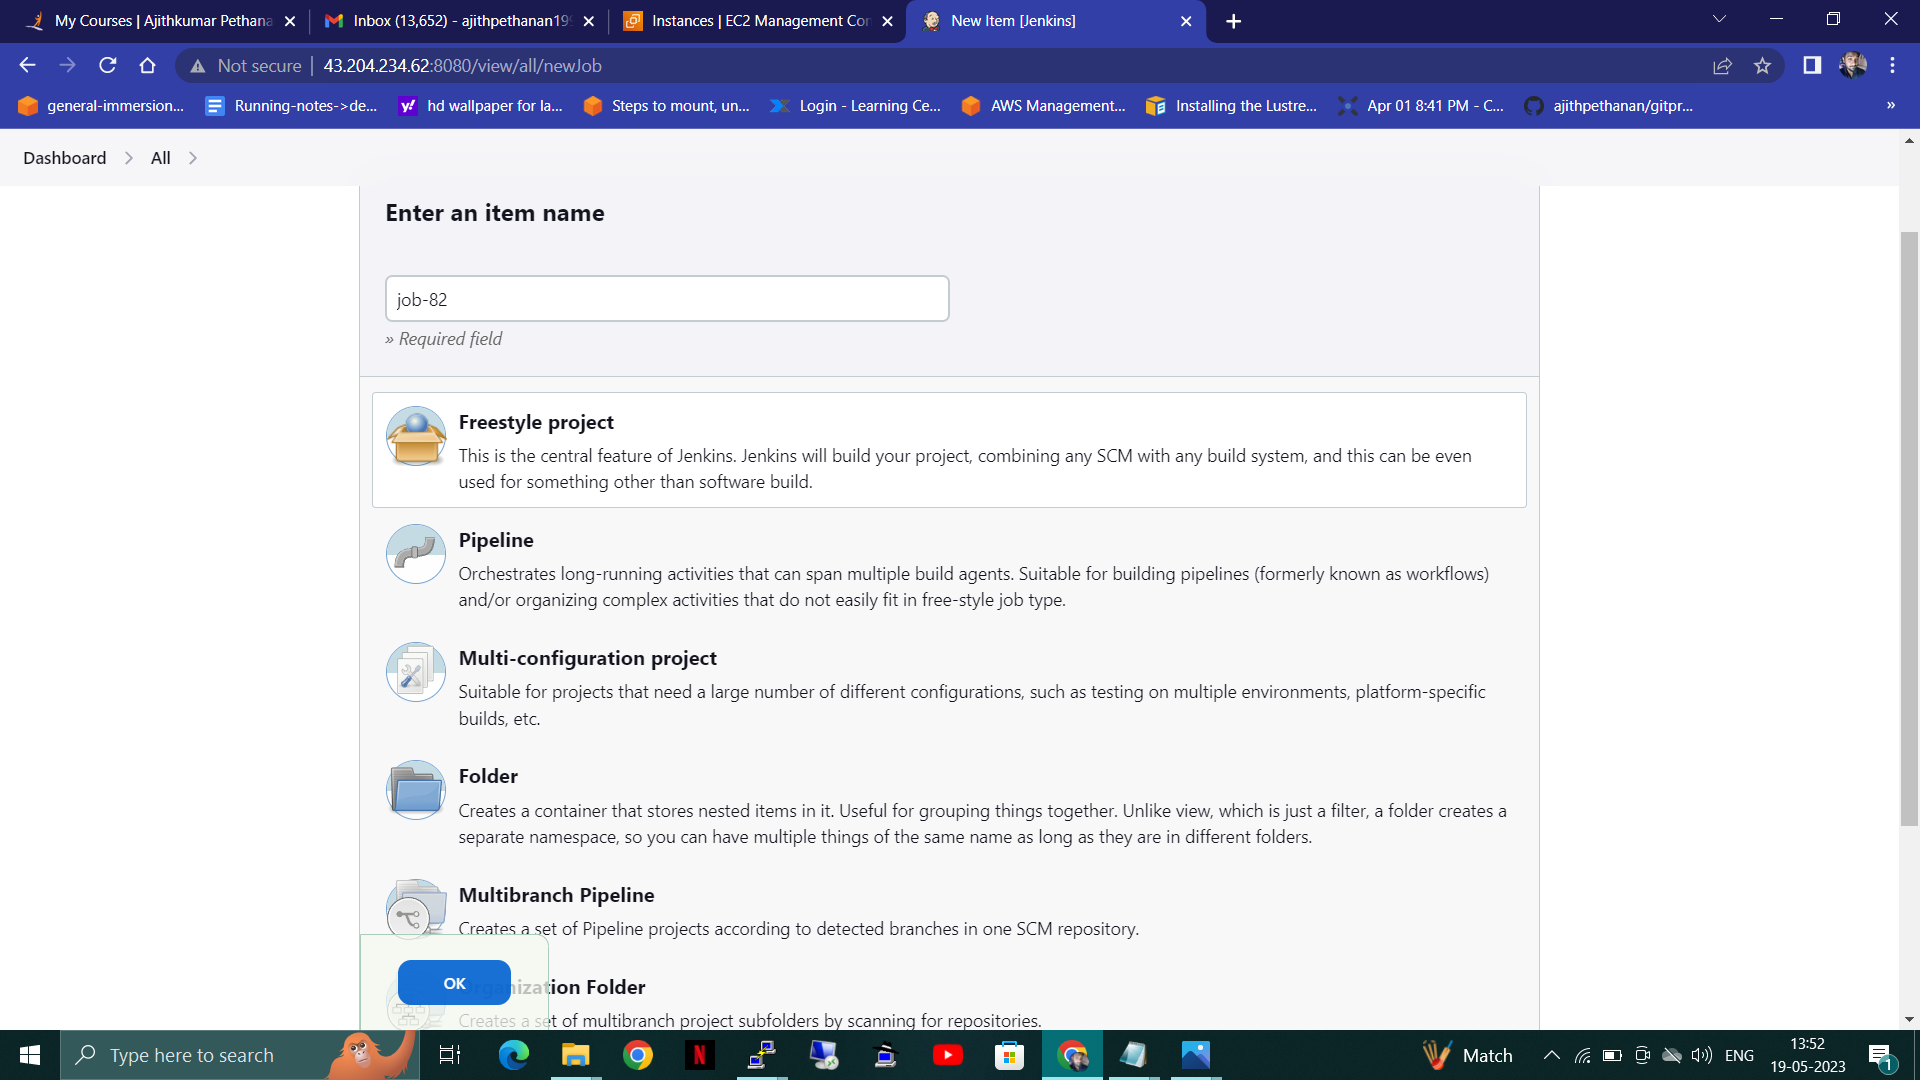 My Courses | Ajithkumar Pethana
Inbox (13,652) - ajithpethanan199
Instances | EC2 Management Con
New Item [Jenkins]
Not secure
43.204.234.62:8080/view/all/newJob
general-immersion...
Running-notes->de...
hd wallpaper for la...
Steps to mount, un...
Login - Learning Ce...
AWS Management...
Installing the Lustre...
Apr 01 8:41 PM - C...
ajithpethanan/gitpr...
»
Dashboard
All
Enter an item name
job-82
» Required field
Freestyle project
This is the central feature of Jenkins. Jenkins will build your project, combining any SCM with any build system, and this can be even
used for something other than software build.
Pipeline
Orchestrates long-running activities that can span multiple build agents. Suitable for building pipelines (formerly known as workflows)
and/or organizing complex activities that do not easily fit in free-style job type.
Multi-configuration project
Suitable for projects that need a large number of different configurations, such as testing on multiple environments, platform-specific
builds, etc.
Folder
Creates a container that stores nested items in it. Useful for grouping things together. Unlike view, which is just a filter, a folder creates a
separate namespace, so you can have multiple things of the same name as long as they are in different folders.
Multibranch Pipeline
Creates a set of Pipeline projects according to detected branches in one SCM repository.
OK
Organization Folder
Creates a set of multibranch project subfolders by scanning for repositories.
Type here to search
Match
ENG
13:52
19-05-2023
1